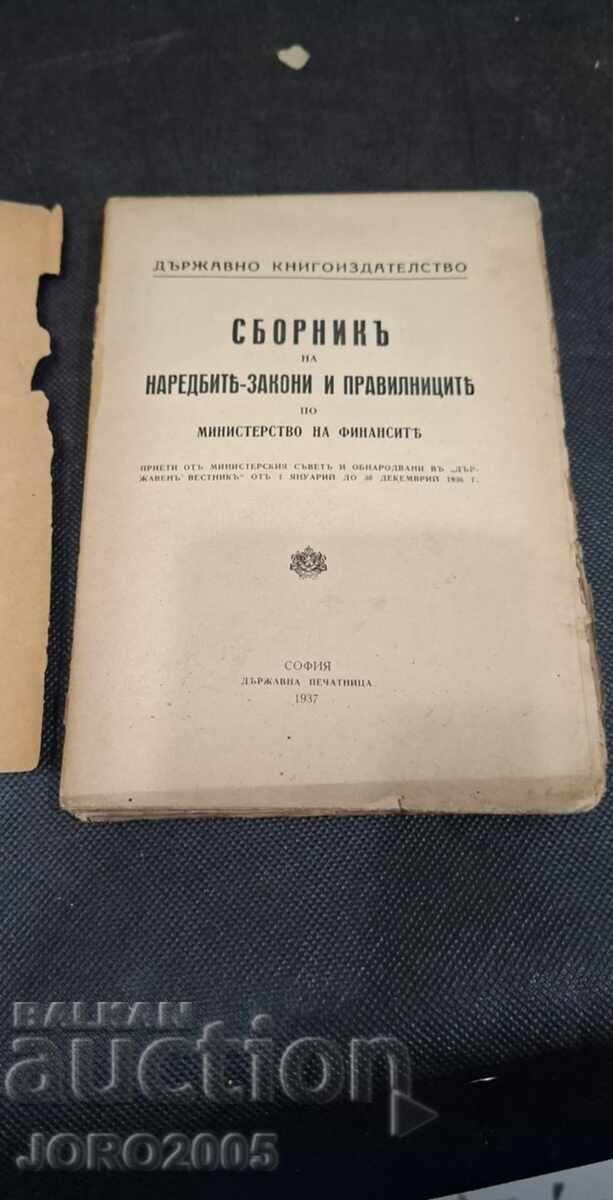 ДЪРЖАВНО КНИГОИЗДАТЕЛСТВО
СБОРНИКЪ
НА
НАРЕДБИТѢ-ЗАКОНИ И ПРАВИЛНИЦИТѢ
ПО
МИНИСТЕРСТВО НА ФИНАНСИТѢ
ПРИЕТИ ОТЪ МИНИСТЕРСКИЯ СЪВЕТЪ И ОБНАРОДВАНИ ВЪ „ДЪР-
ЖАВЕНЪ ВЕСТНИКЪ" ОТЪ 1 ЯНУАРИЙ ДО 30 ДЕКЕМВРИЙ 1936 Г.
СОФИЯ
ДЪРЖАВНА ПЕЧАТНИЦА
1937
BALKAN
auction
JORO2005